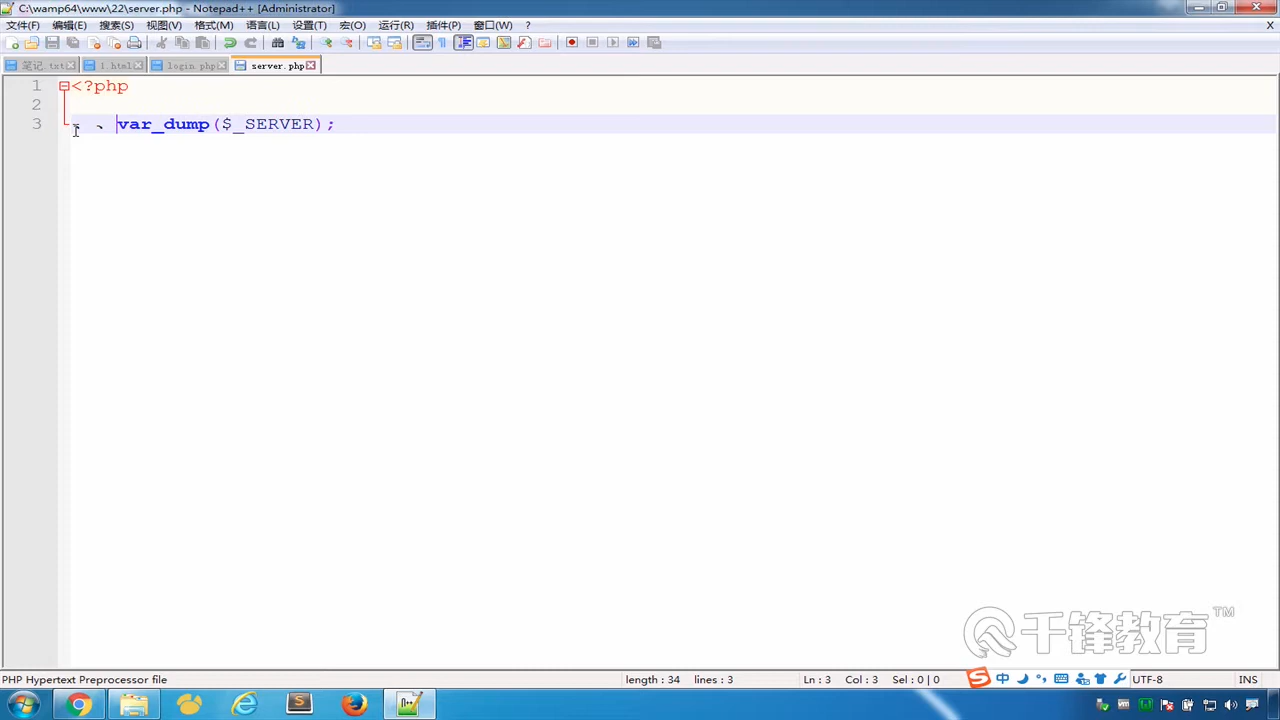 C:\wamp64\www\22\server.php - Notepad++ [Administrator]
文件(F) 编辑(E) 搜索(S) 视图(V) 格式(M) 语言(L) 设置(T) 宏(O) 运行(R) 插件(P) 窗口(W) ?
笔记.txt 1.html login.php server.php
1 <?php
2
3 、 、 var_dump($_SERVER);
千锋教育™
PHP Hypertext Preprocessor file length : 34 lines : 3 Ln : 3 Col : 3 Sel : 0 | 0 中 UTF-8 INS